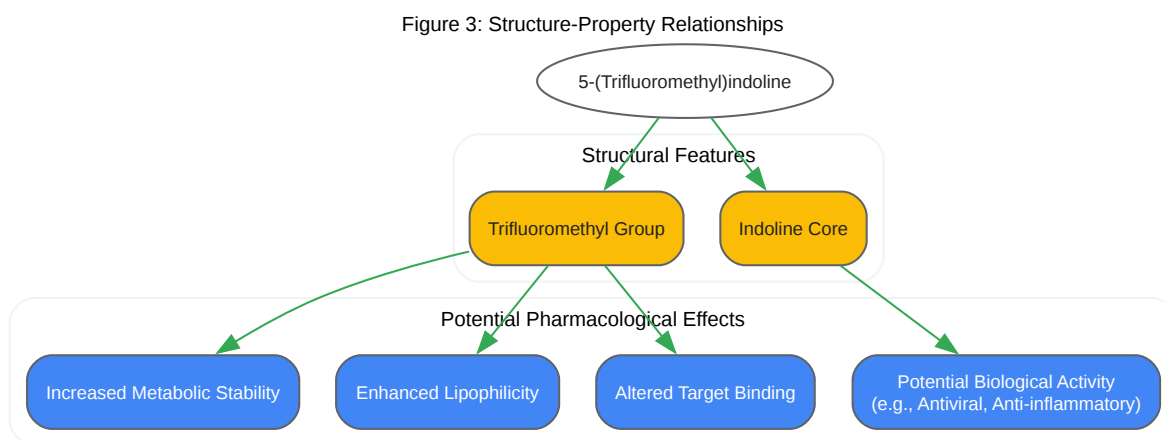 Figure 3: Structure-Property Relationships
5-(Trifluoromethyl)indoline
Structural Features
Trifluoromethyl Group
Indoline Core
Potential Pharmacological Effects
Increased Metabolic Stability
Enhanced Lipophilicity
Altered Target Binding
Potential Biological Activity
(e.g., Antiviral, Anti-inflammatory)